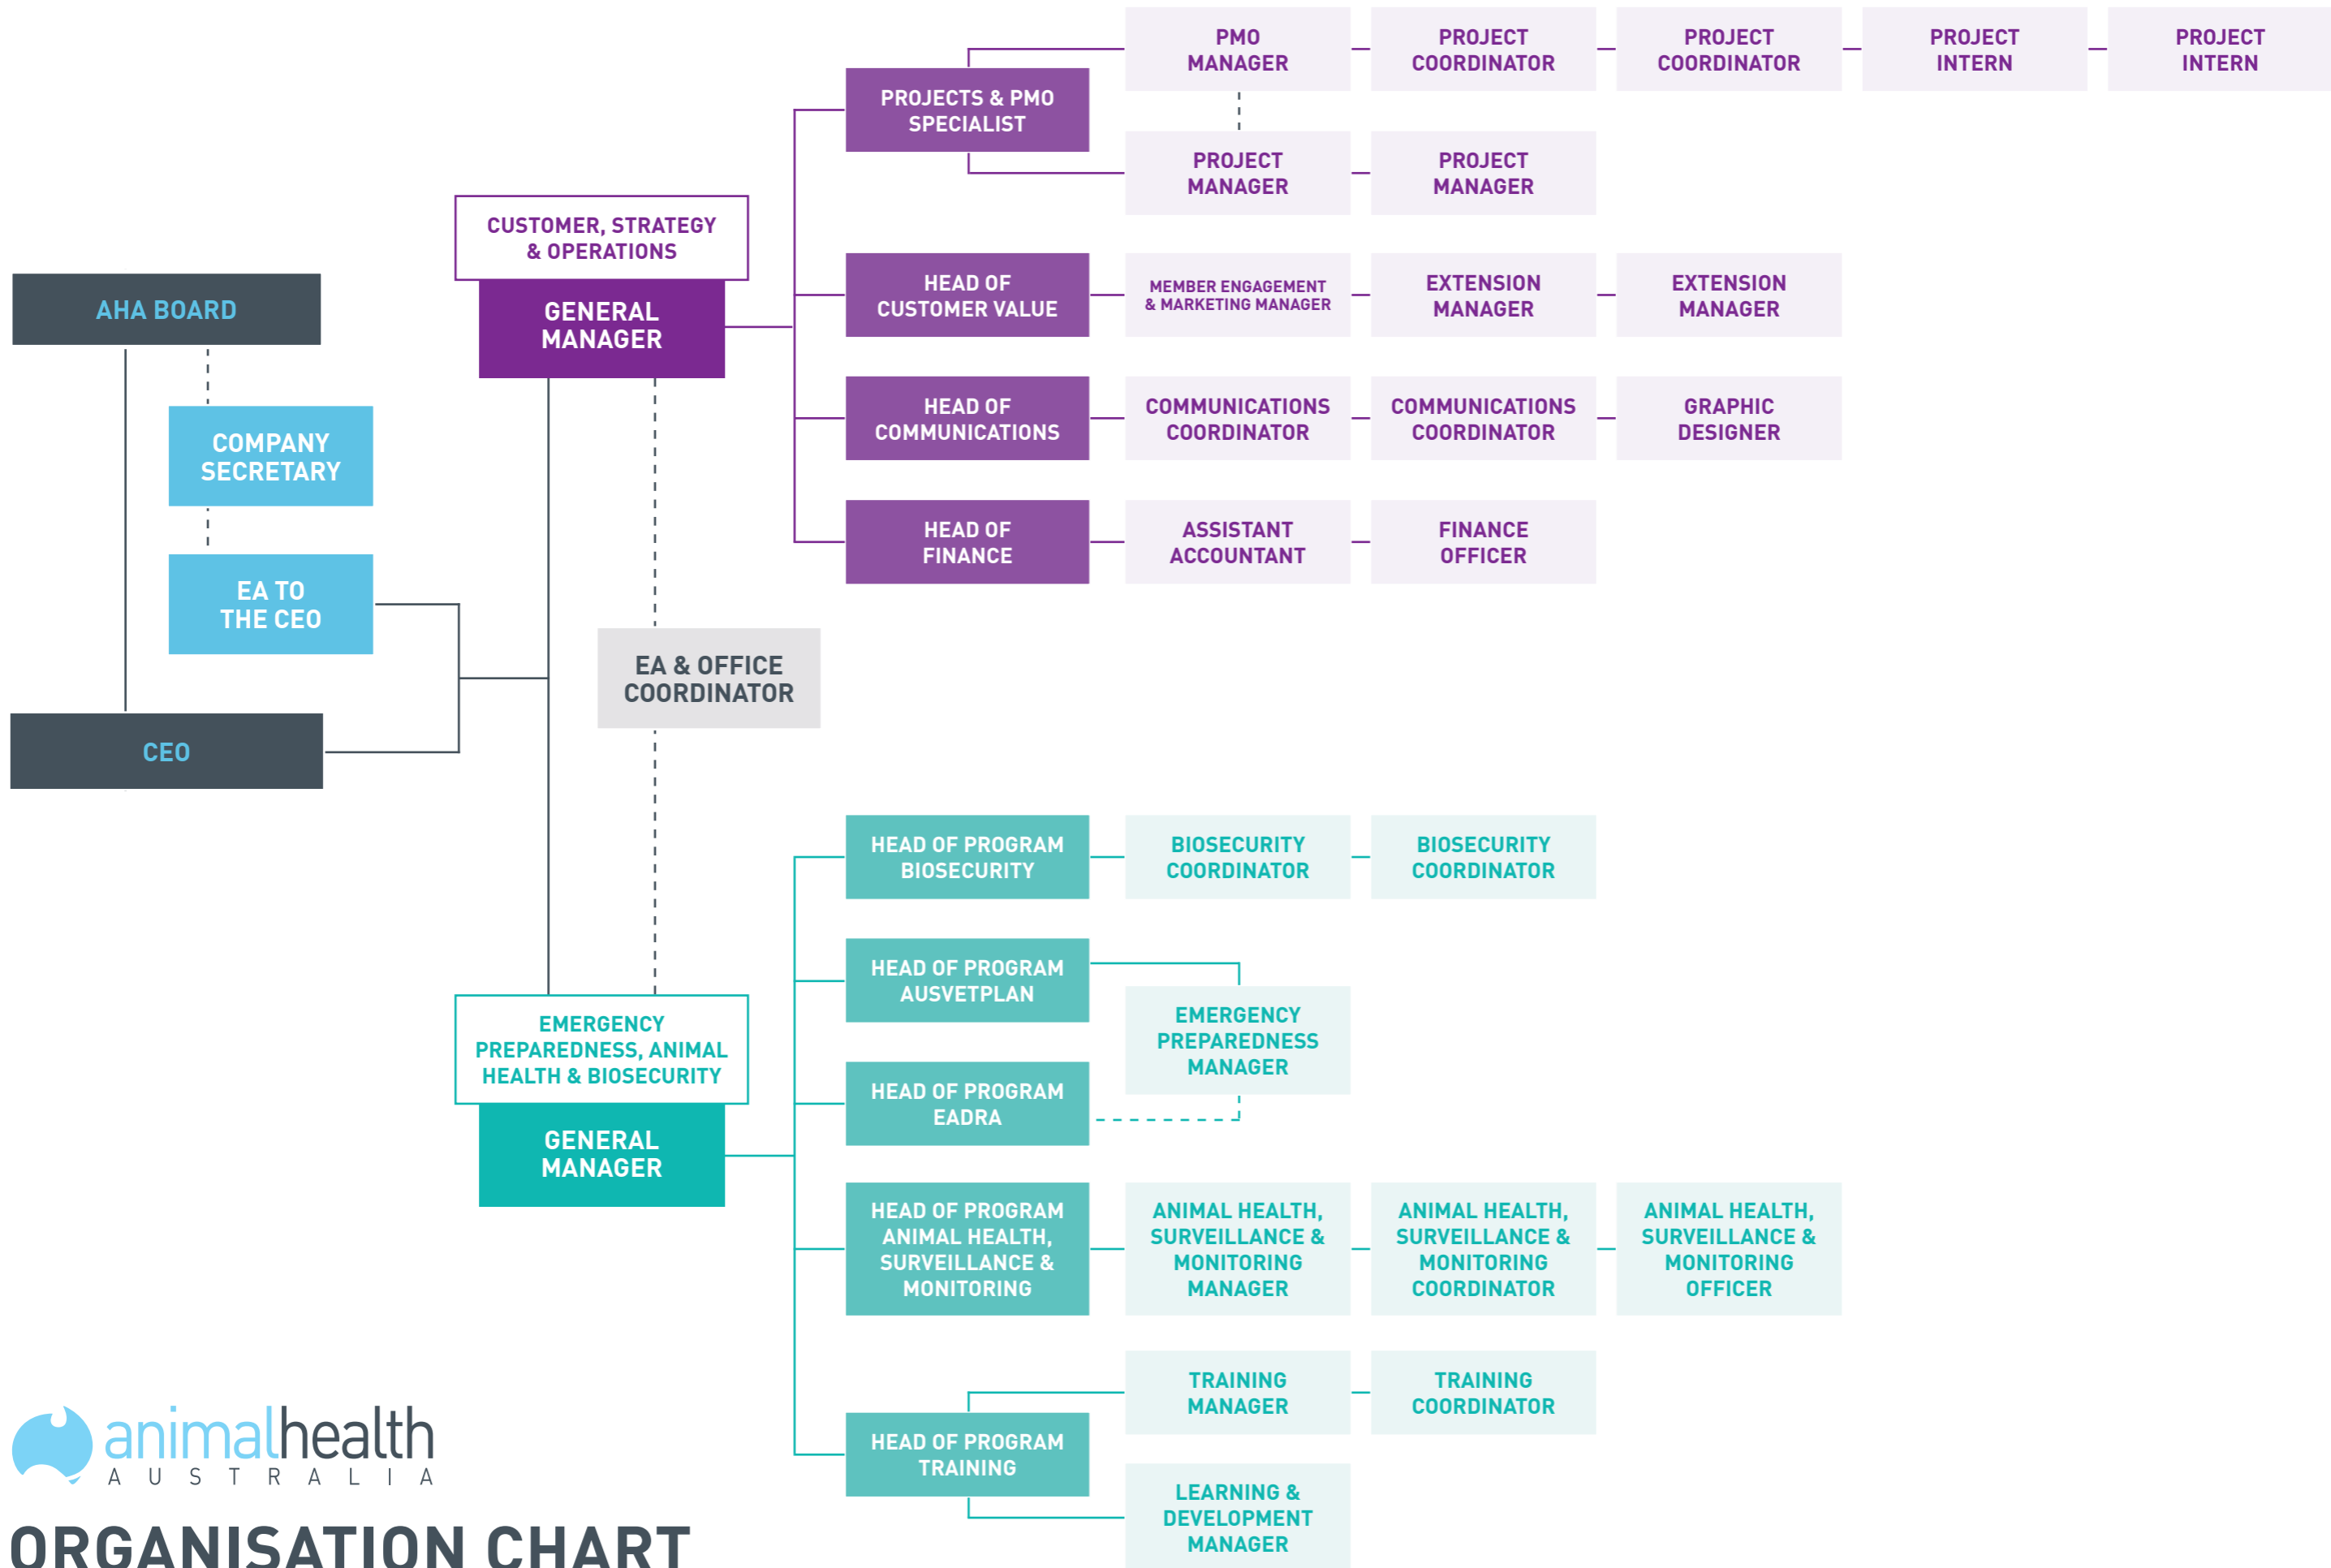 AHA BOARD
COMPANY
SECRETARY
EA TO
THE CEO
CEO
CUSTOMER, STRATEGY
& OPERATIONS
GENERAL
MANAGER
EA & OFFICE
COORDINATOR
EMERGENCY
PREPAREDNESS, ANIMAL
HEALTH & BIOSECURITY
GENERAL
MANAGER
PROJECTS & PMO
SPECIALIST
PMO
MANAGER
PROJECT
COORDINATOR
PROJECT
COORDINATOR
PROJECT
INTERN
PROJECT
INTERN
PROJECT
MANAGER
PROJECT
MANAGER
HEAD OF
CUSTOMER VALUE
MEMBER ENGAGEMENT
& MARKETING MANAGER
EXTENSION
MANAGER
EXTENSION
MANAGER
HEAD OF
COMMUNICATIONS
COMMUNICATIONS
COORDINATOR
COMMUNICATIONS
COORDINATOR
GRAPHIC
DESIGNER
HEAD OF
FINANCE
ASSISTANT
ACCOUNTANT
FINANCE
OFFICER
HEAD OF PROGRAM
BIOSECURITY
BIOSECURITY
COORDINATOR
BIOSECURITY
COORDINATOR
HEAD OF PROGRAM
AUSVETPLAN
EMERGENCY
PREPAREDNESS
MANAGER
HEAD OF PROGRAM
EADRA
HEAD OF PROGRAM
ANIMAL HEALTH,
SURVEILLANCE &
MONITORING
ANIMAL HEALTH,
SURVEILLANCE &
MONITORING
MANAGER
ANIMAL HEALTH,
SURVEILLANCE &
MONITORING
COORDINATOR
ANIMAL HEALTH,
SURVEILLANCE &
MONITORING
OFFICER
HEAD OF PROGRAM
TRAINING
TRAINING
MANAGER
TRAINING
COORDINATOR
LEARNING &
DEVELOPMENT
MANAGER
animalhealth
AUSTRALIA
ORGANISATION CHART